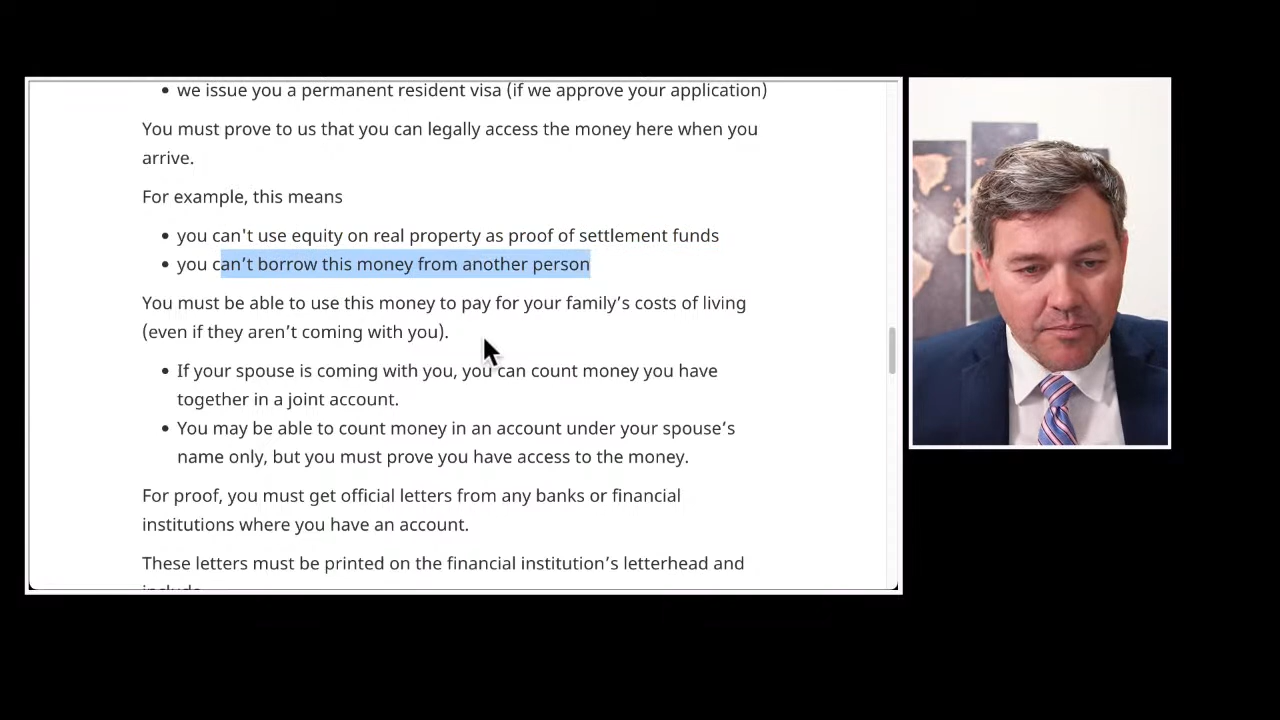 • we issue you a permanent resident visa (if we approve your application)
You must prove to us that you can legally access the money here when you
arrive.
For example, this means
• you can't use equity on real property as proof of settlement funds
• you can’t borrow this money from another person
You must be able to use this money to pay for your family’s costs of living
(even if they aren’t coming with you).
• If your spouse is coming with you, you can count money you have
together in a joint account.
• You may be able to count money in an account under your spouse’s
name only, but you must prove you have access to the money.
For proof, you must get official letters from any banks or financial
institutions where you have an account.
These letters must be printed on the financial institution’s letterhead and